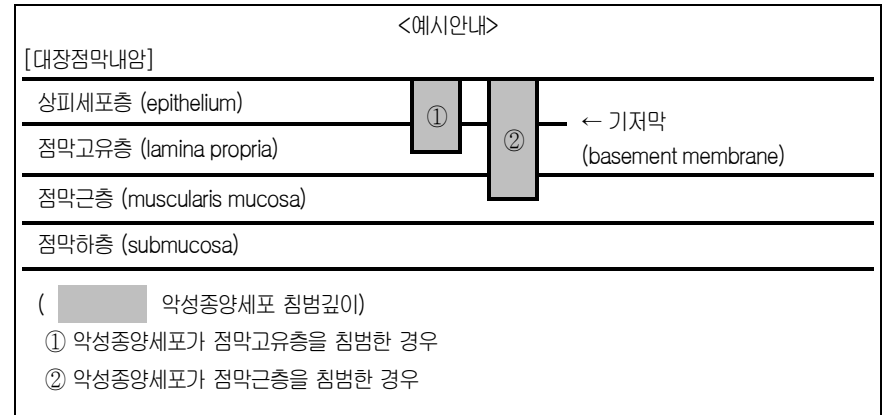 <예시안내>
[대장점막내암]
상피세포층 (epithelium)
①
② 
← 기저막
(basement membrane)
점막고유층 (lamina propria)
점막근층 (muscularis mucosa)
점막하층 (submucosa)
( 악성종양세포 침범깊이)
① 악성종양세포가 점막고유층을 침범한 경우
② 악성종양세포가 점막근층을 침범한 경우